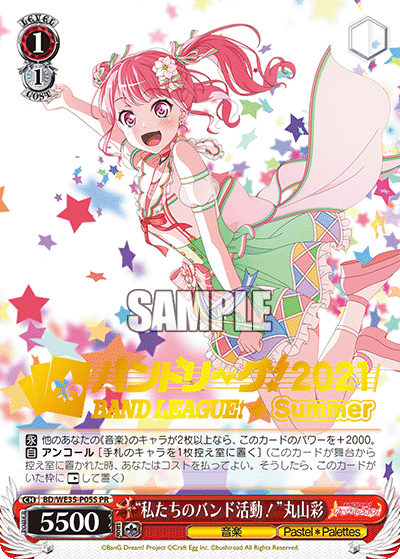 LEVEL
1
1
COST
SAMPLE
バンドリーグ!2021
BAND LEAGUE! Summer
永 他のあなたの《音楽》のキャラが2枚以上なら、このカードのパワーを+2000。
自 アンコール [手札のキャラを1枚控え室に置く] (このカードが舞台から
控え室に置かれた時、あなたはコストを払ってよい。そうしたら、このカードが
いた枠に置く)
CH BD/WE35-P05S PR
5500
“私たちのバンド活動!”丸山彩
音楽 Pastel*Palettes
©BanG Dream! Project ©Craft Egg Inc. ©bushiroad All Rights Reserved.